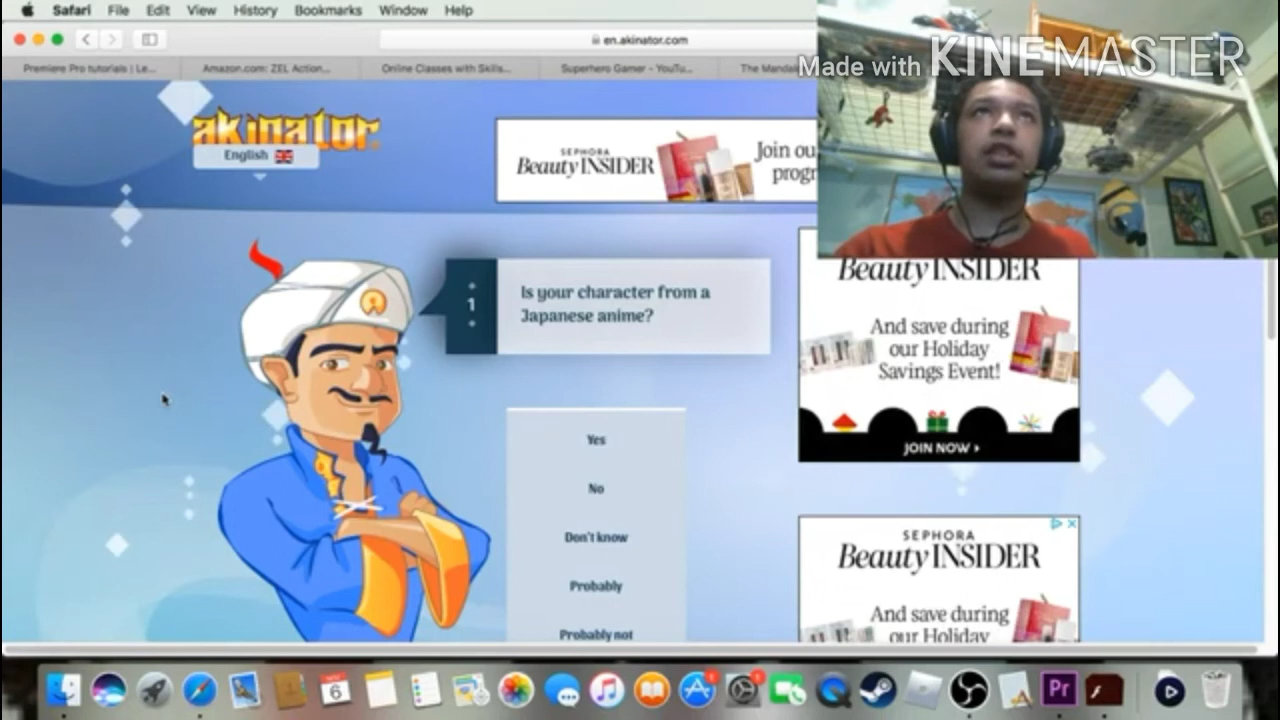 Safari File Edit View History Bookmarks Window Help
en.akinator.com
Premiere Pro tutorials | Le...
Amazon.com: ZEL Action...
Online Classes with Skills...
Superhero Gamer - YouTu...
The Mandal
Made with KINEMASTER
akinator
English
SEPHORA
Beauty INSIDER
Join ou
progr
1
Is your character from a
Japanese anime?
Yes
No
Don't know
Probably
Probably not
Beauty INSIDER
And save during
our Holiday
Savings Event!
JOIN NOW
SEPHORA
Beauty INSIDER
And save during
our Holiday
6
Pr